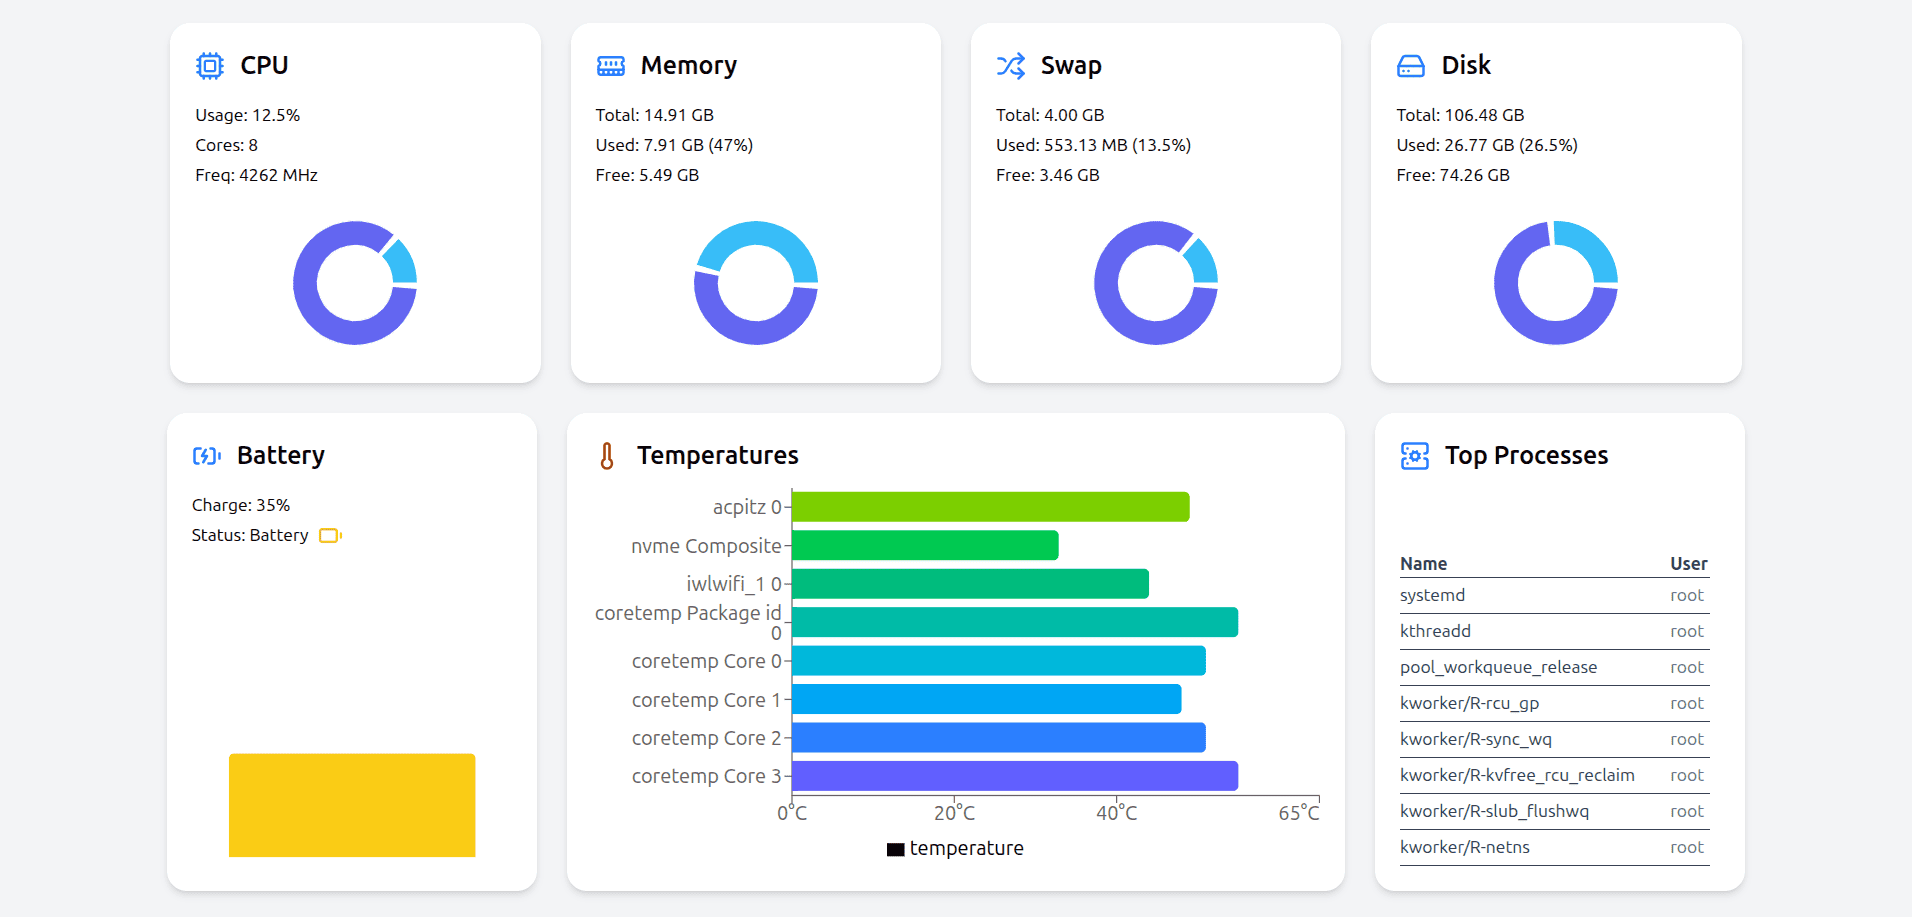 CPU
Usage: 12.5%
Cores: 8
Freq: 4262 MHz
Memory
Total: 14.91 GB
Used: 7.91 GB (47%)
Free: 5.49 GB
Swap
Total: 4.00 GB
Used: 553.13 MB (13.5%)
Free: 3.46 GB
Disk
Total: 106.48 GB
Used: 26.77 GB (26.5%)
Free: 74.26 GB
Battery
Charge: 35%
Status: Battery
Temperatures
acpitz 0
nvme Composite
iwlwifi_1 0
coretemp Package id
0
coretemp Core 0
coretemp Core 1
coretemp Core 2
coretemp Core 3
0°C 20°C 40°C 65°C
temperature
Top Processes
Name User
systemd root
kthreadd root
pool_workqueue_release root
kworker/R-rcu_gp root
kworker/R-sync_wq root
kworker/R-kvfree_rcu_reclaim root
kworker/R-slub_flushwq root
kworker/R-netns root